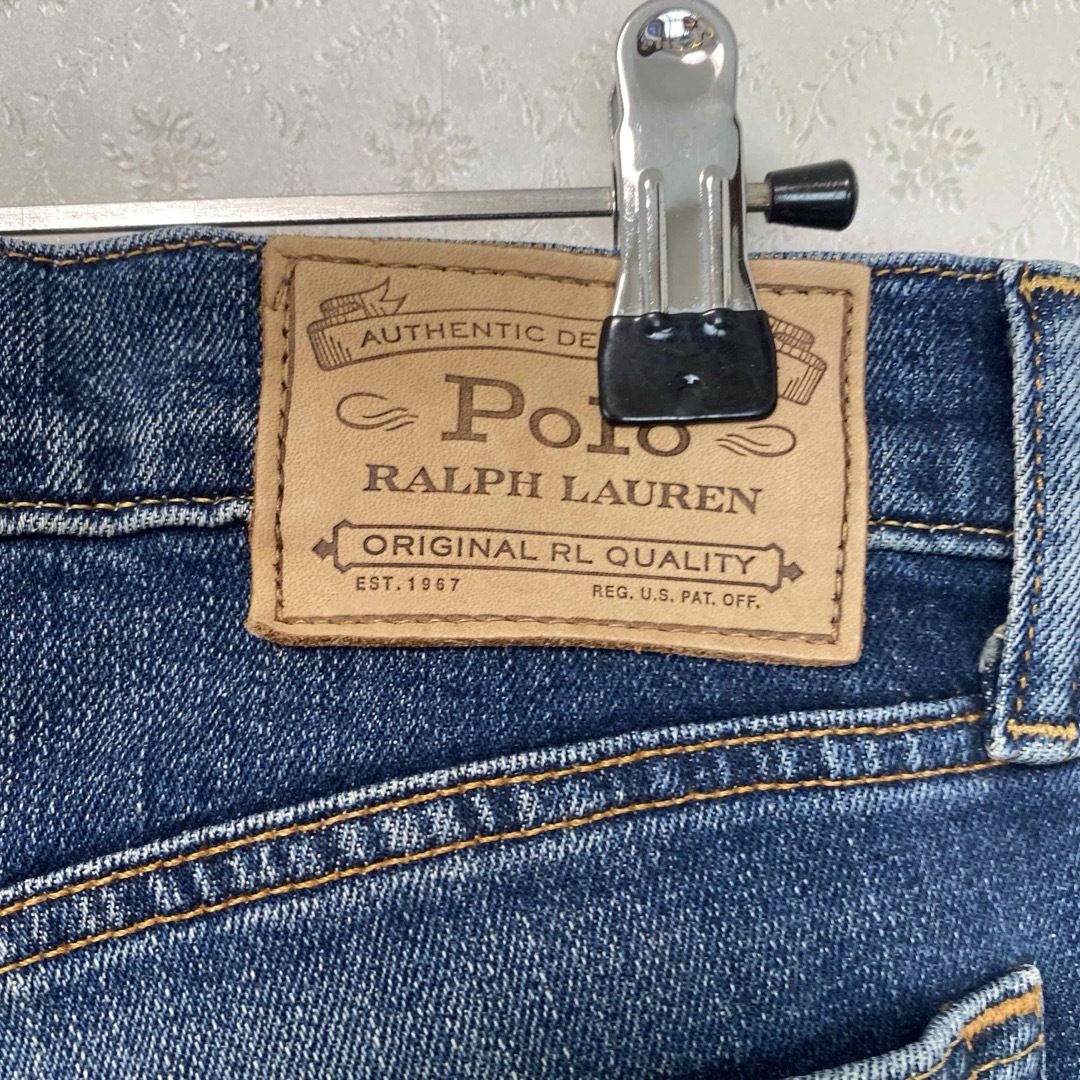 AUTHENTIC DE
Polo
RALPH LAUREN
ORIGINAL RL QUALITY
EST. 1967
REG. U.S. PAT. OFF.